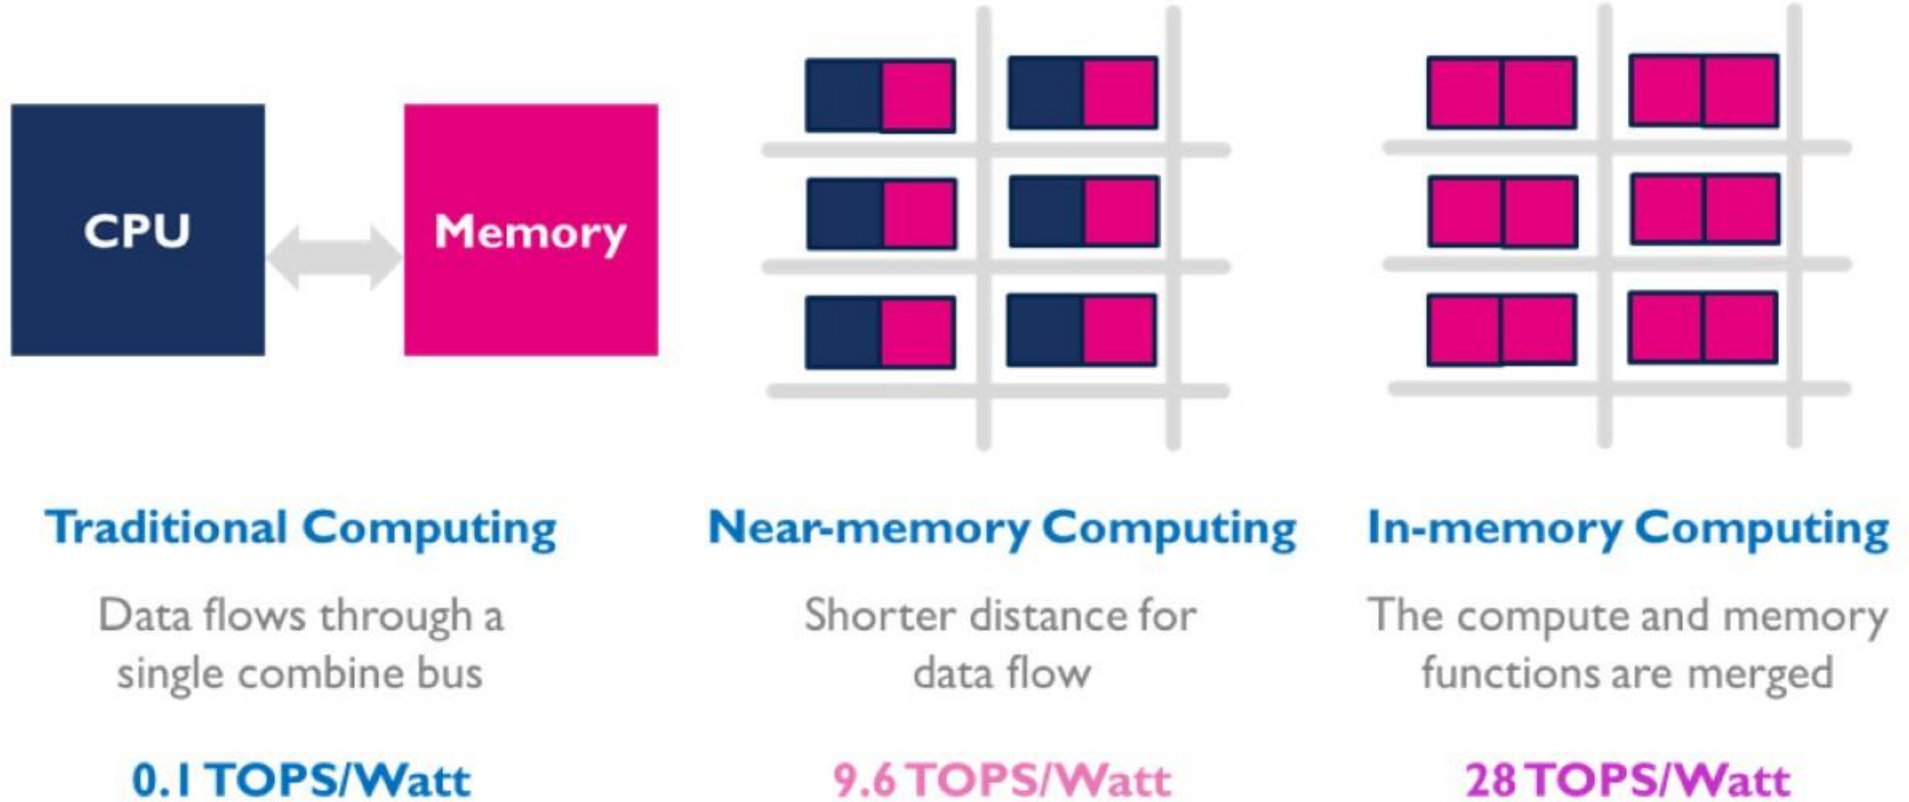 CPU
Memory
Traditional Computing
Data flows through a
single combine bus
0.1 TOPS/Watt
Near-memory Computing
Shorter distance for
data flow
9.6 TOPS/Watt
In-memory Computing
The compute and memory
functions are merged
28 TOPS/Watt